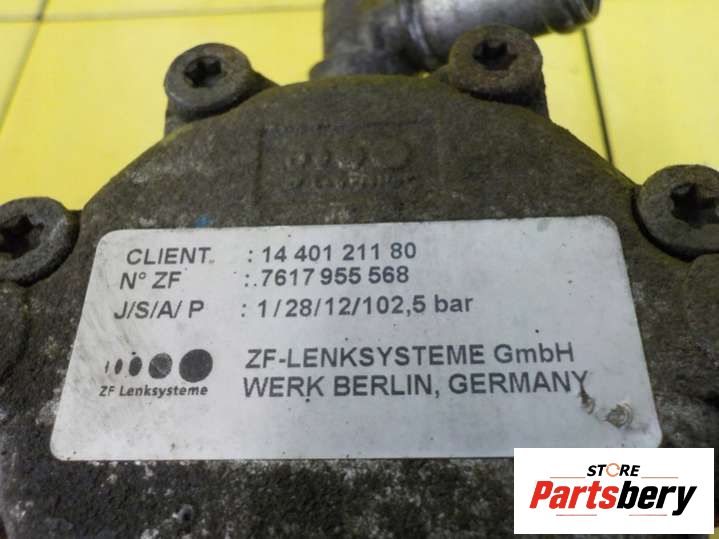 CLIENT : 14 401 211 80
N° ZF : 7617 955 568
J/S/A/P : 1/28/12/102,5 bar
ZF Lenksysteme
ZF-LENKSYSTEME GmbH
WERK BERLIN, GERMANY
STORE
Partsbery